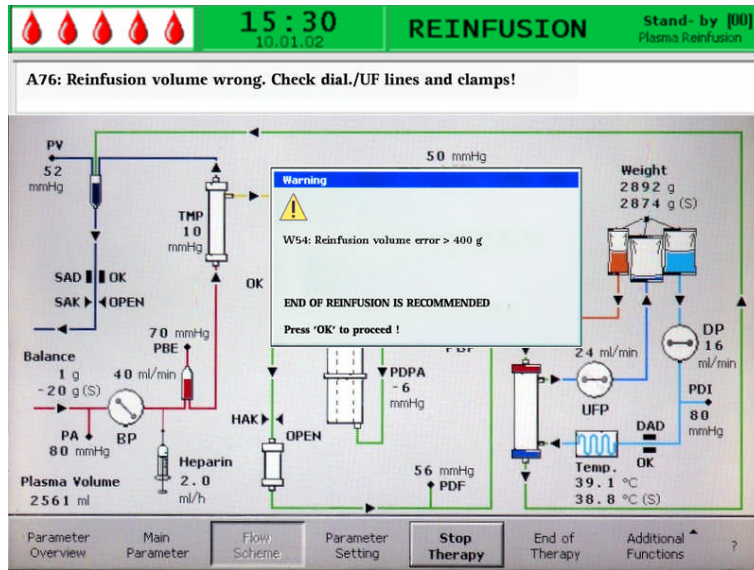 15:30
10.01.02
REINFUSION
Stand- by [00]
Plasma Reinfusion
A76: Reinfusion volume wrong. Check dial./UF lines and clamps!
PV
52
mmHg
50 mmHg
Warning
W54: Reinfusion volume error > 400 g
END OF REINFUSION IS RECOMMENDED
Press 'OK' to proceed !
Weight
2892 g
2874 g (S)
TMP
10
mmHg
SAD OK
SAK OPEN
OK
70 mmHg
PBE
Balance
1 g
-20 g (S)
40 ml/min
PA
80 mmHg
BP
Heparin
2.0
ml/h
Plasma Volume
2561 ml
HAK
OPEN
PDPA
-6
mmHg
56 mmHg
PDF
24 ml/min
UFP
DP
16
ml/min
PDI
80
mmHg
DAD
OK
Temp.
39.1 °C
38.8 °C (S)
Parameter Overview
Main Parameter
Flow Scheme
Parameter Setting
Stop Therapy
End of Therapy
Additional Functions
?